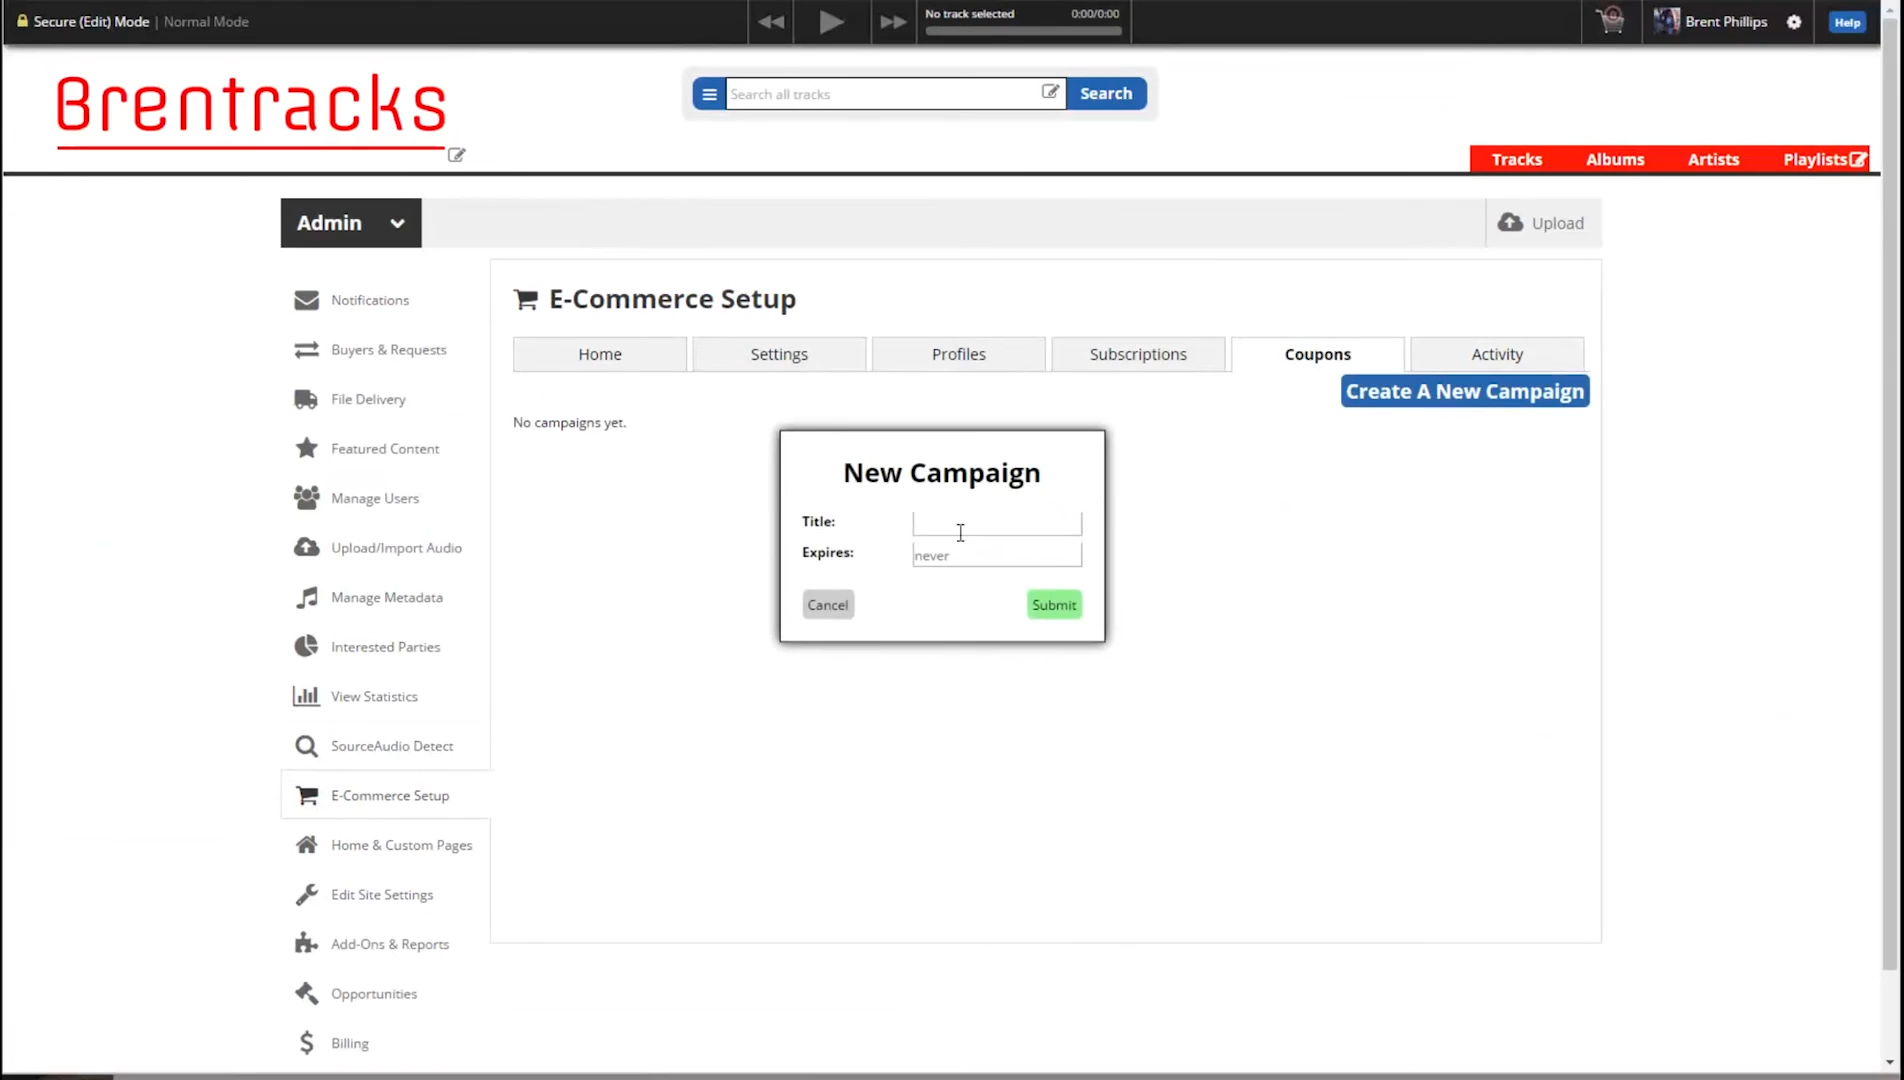 Secure (Edit) Mode | Normal Mode
No track selected 0:00/0:00
0
Brent Phillips
Help
Brentracks
Search all tracks
Search
Tracks Albums Artists Playlists
Admin
Upload
Notifications
Buyers & Requests
File Delivery
Featured Content
Manage Users
Upload/Import Audio
Manage Metadata
Interested Parties
View Statistics
SourceAudio Detect
E-Commerce Setup
Home & Custom Pages
Edit Site Settings
Add-Ons & Reports
Opportunities
Billing
E-Commerce Setup
Home Settings Profiles Subscriptions Coupons Activity
Create A New Campaign
No campaigns yet.
New Campaign
Title:
Expires: never
Cancel Submit